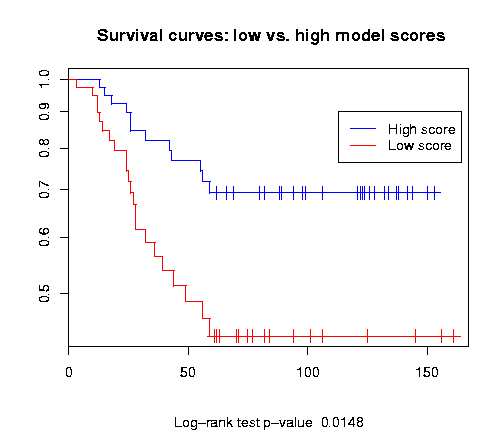 Survival curves: low vs. high model scores
1.0
0.9
0.8
0.7
0.6
0.5
High score
Low score
0 50 100 150
Log-rank test p-value 0.0148